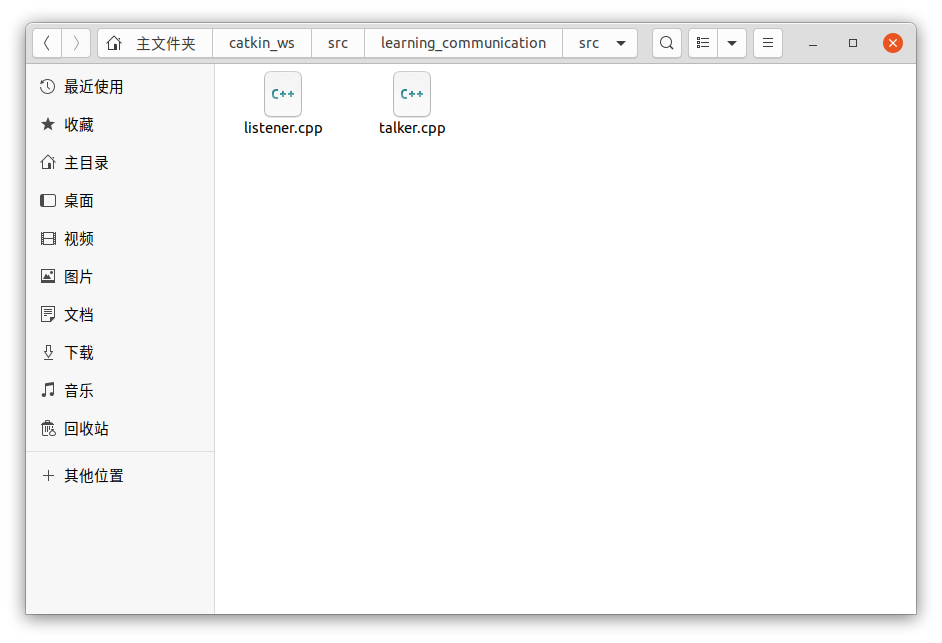 主文件夹 catkin_ws src learning_communication src
最近使用
收藏
主目录
桌面
视频
图片
文档
下载
音乐
回收站
其他位置
C++ C++
listener.cpp talker.cpp